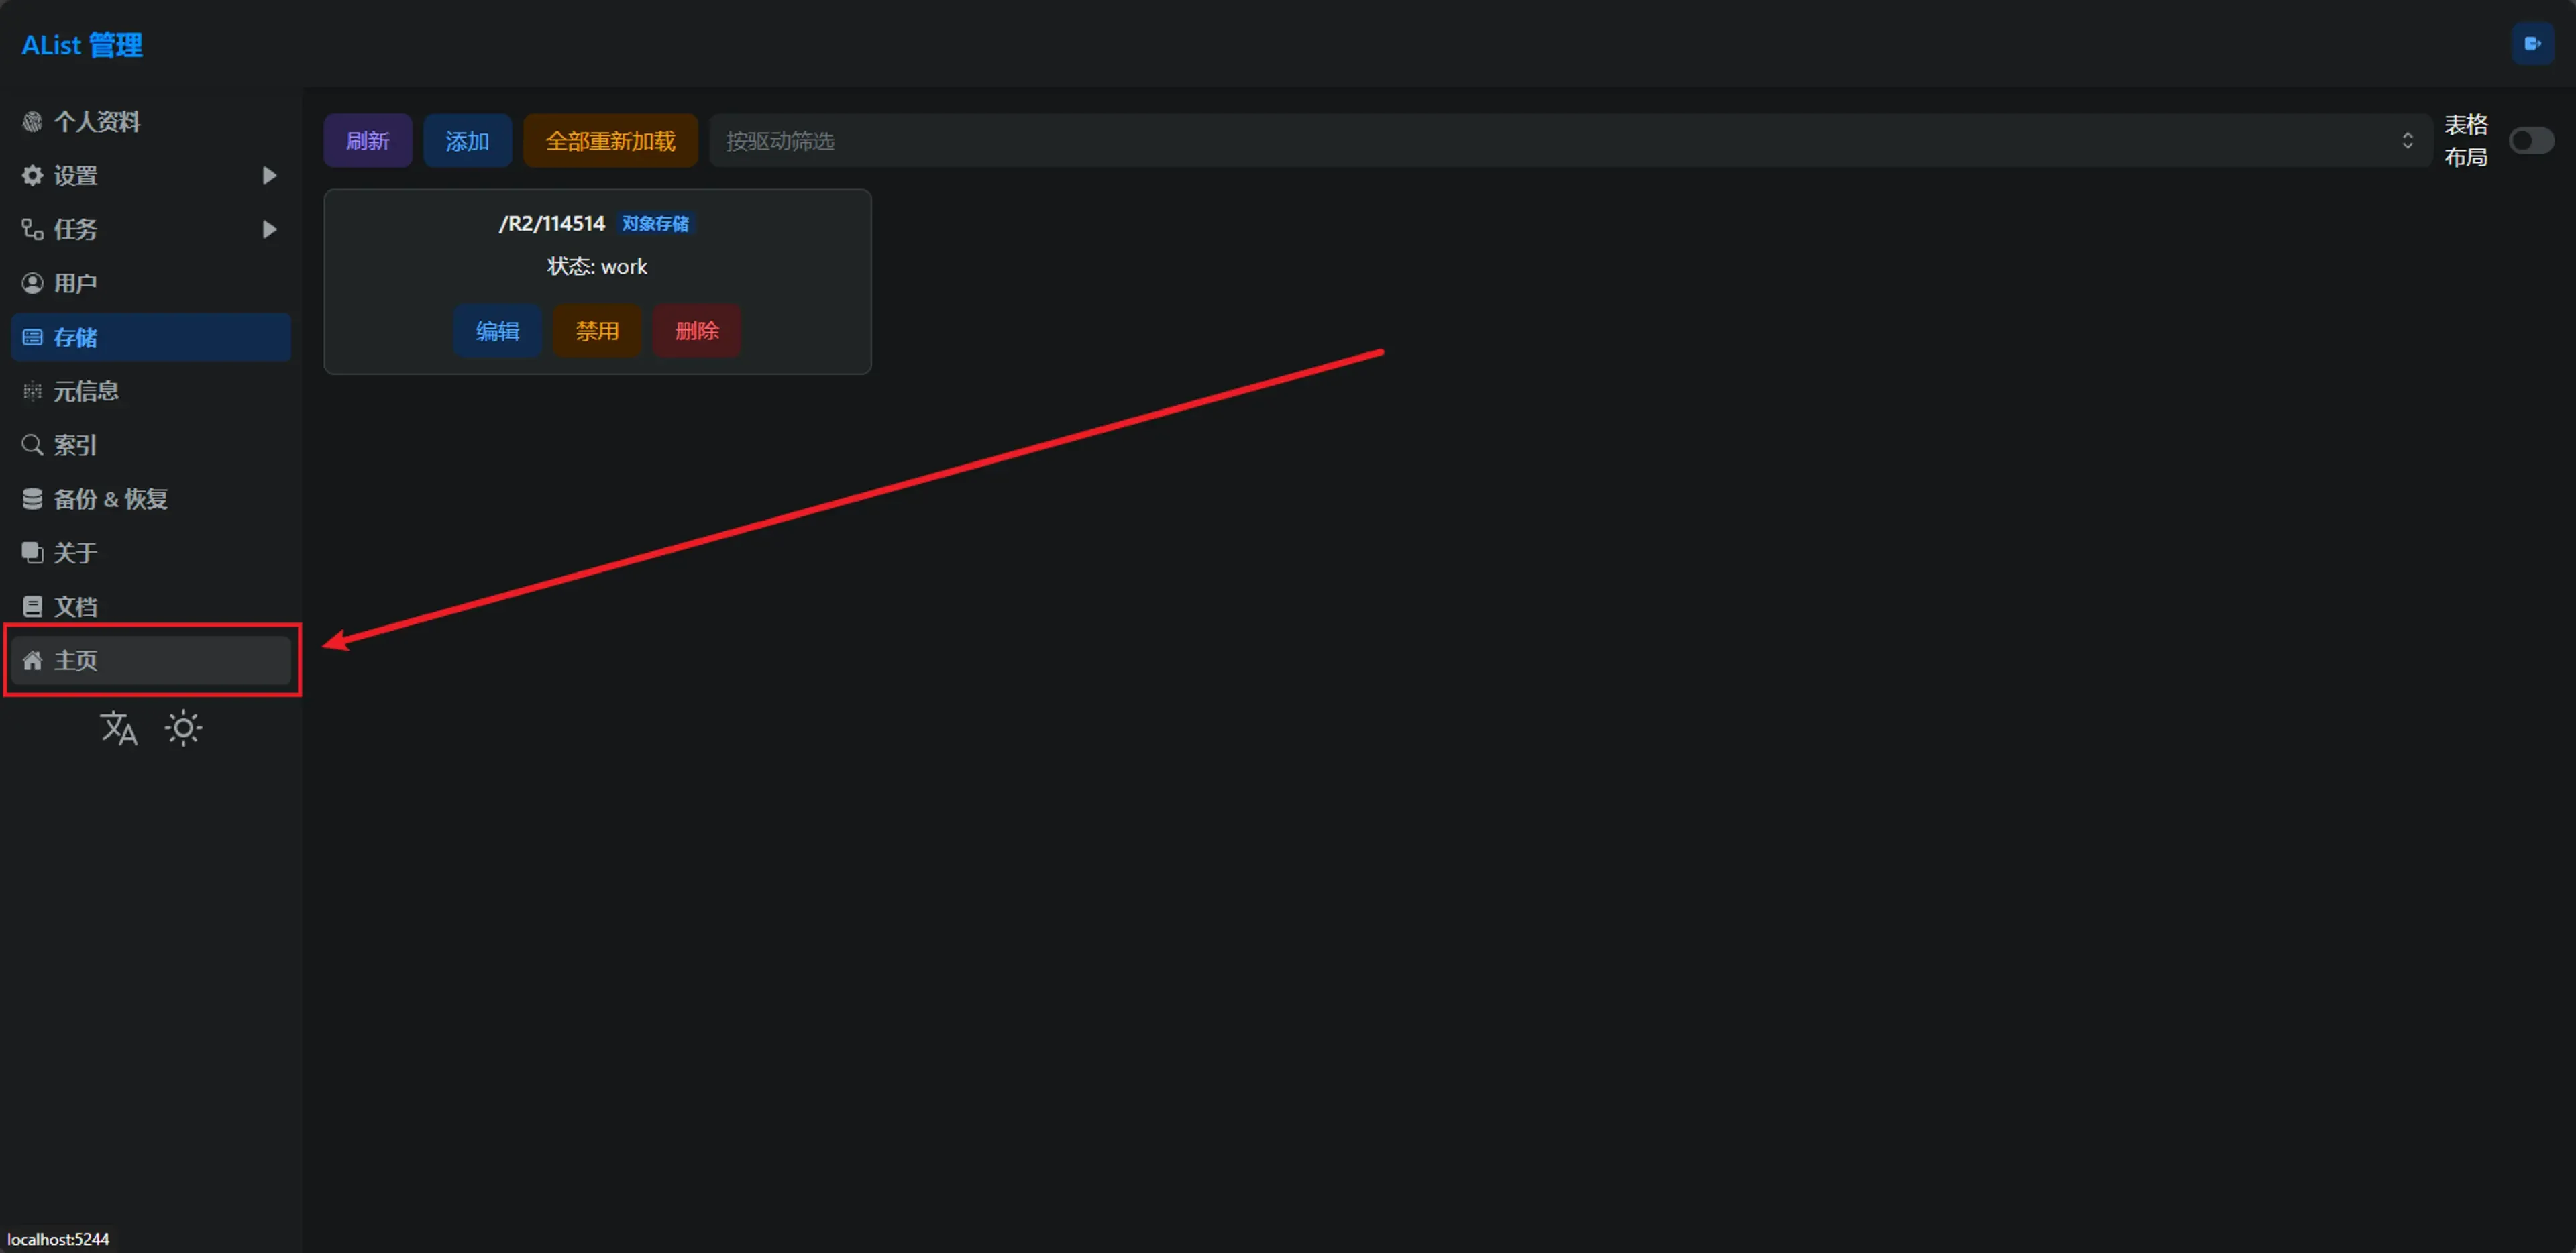 AList 管理
个人资料
设置
任务
用户
存储
元信息
索引
备份 & 恢复
关于
文档
主页
刷新 添加 全部重新加载 按驱动筛选
表格
布局
/R2/114514 对象存储
状态: work
编辑 禁用 删除
localhost:5244